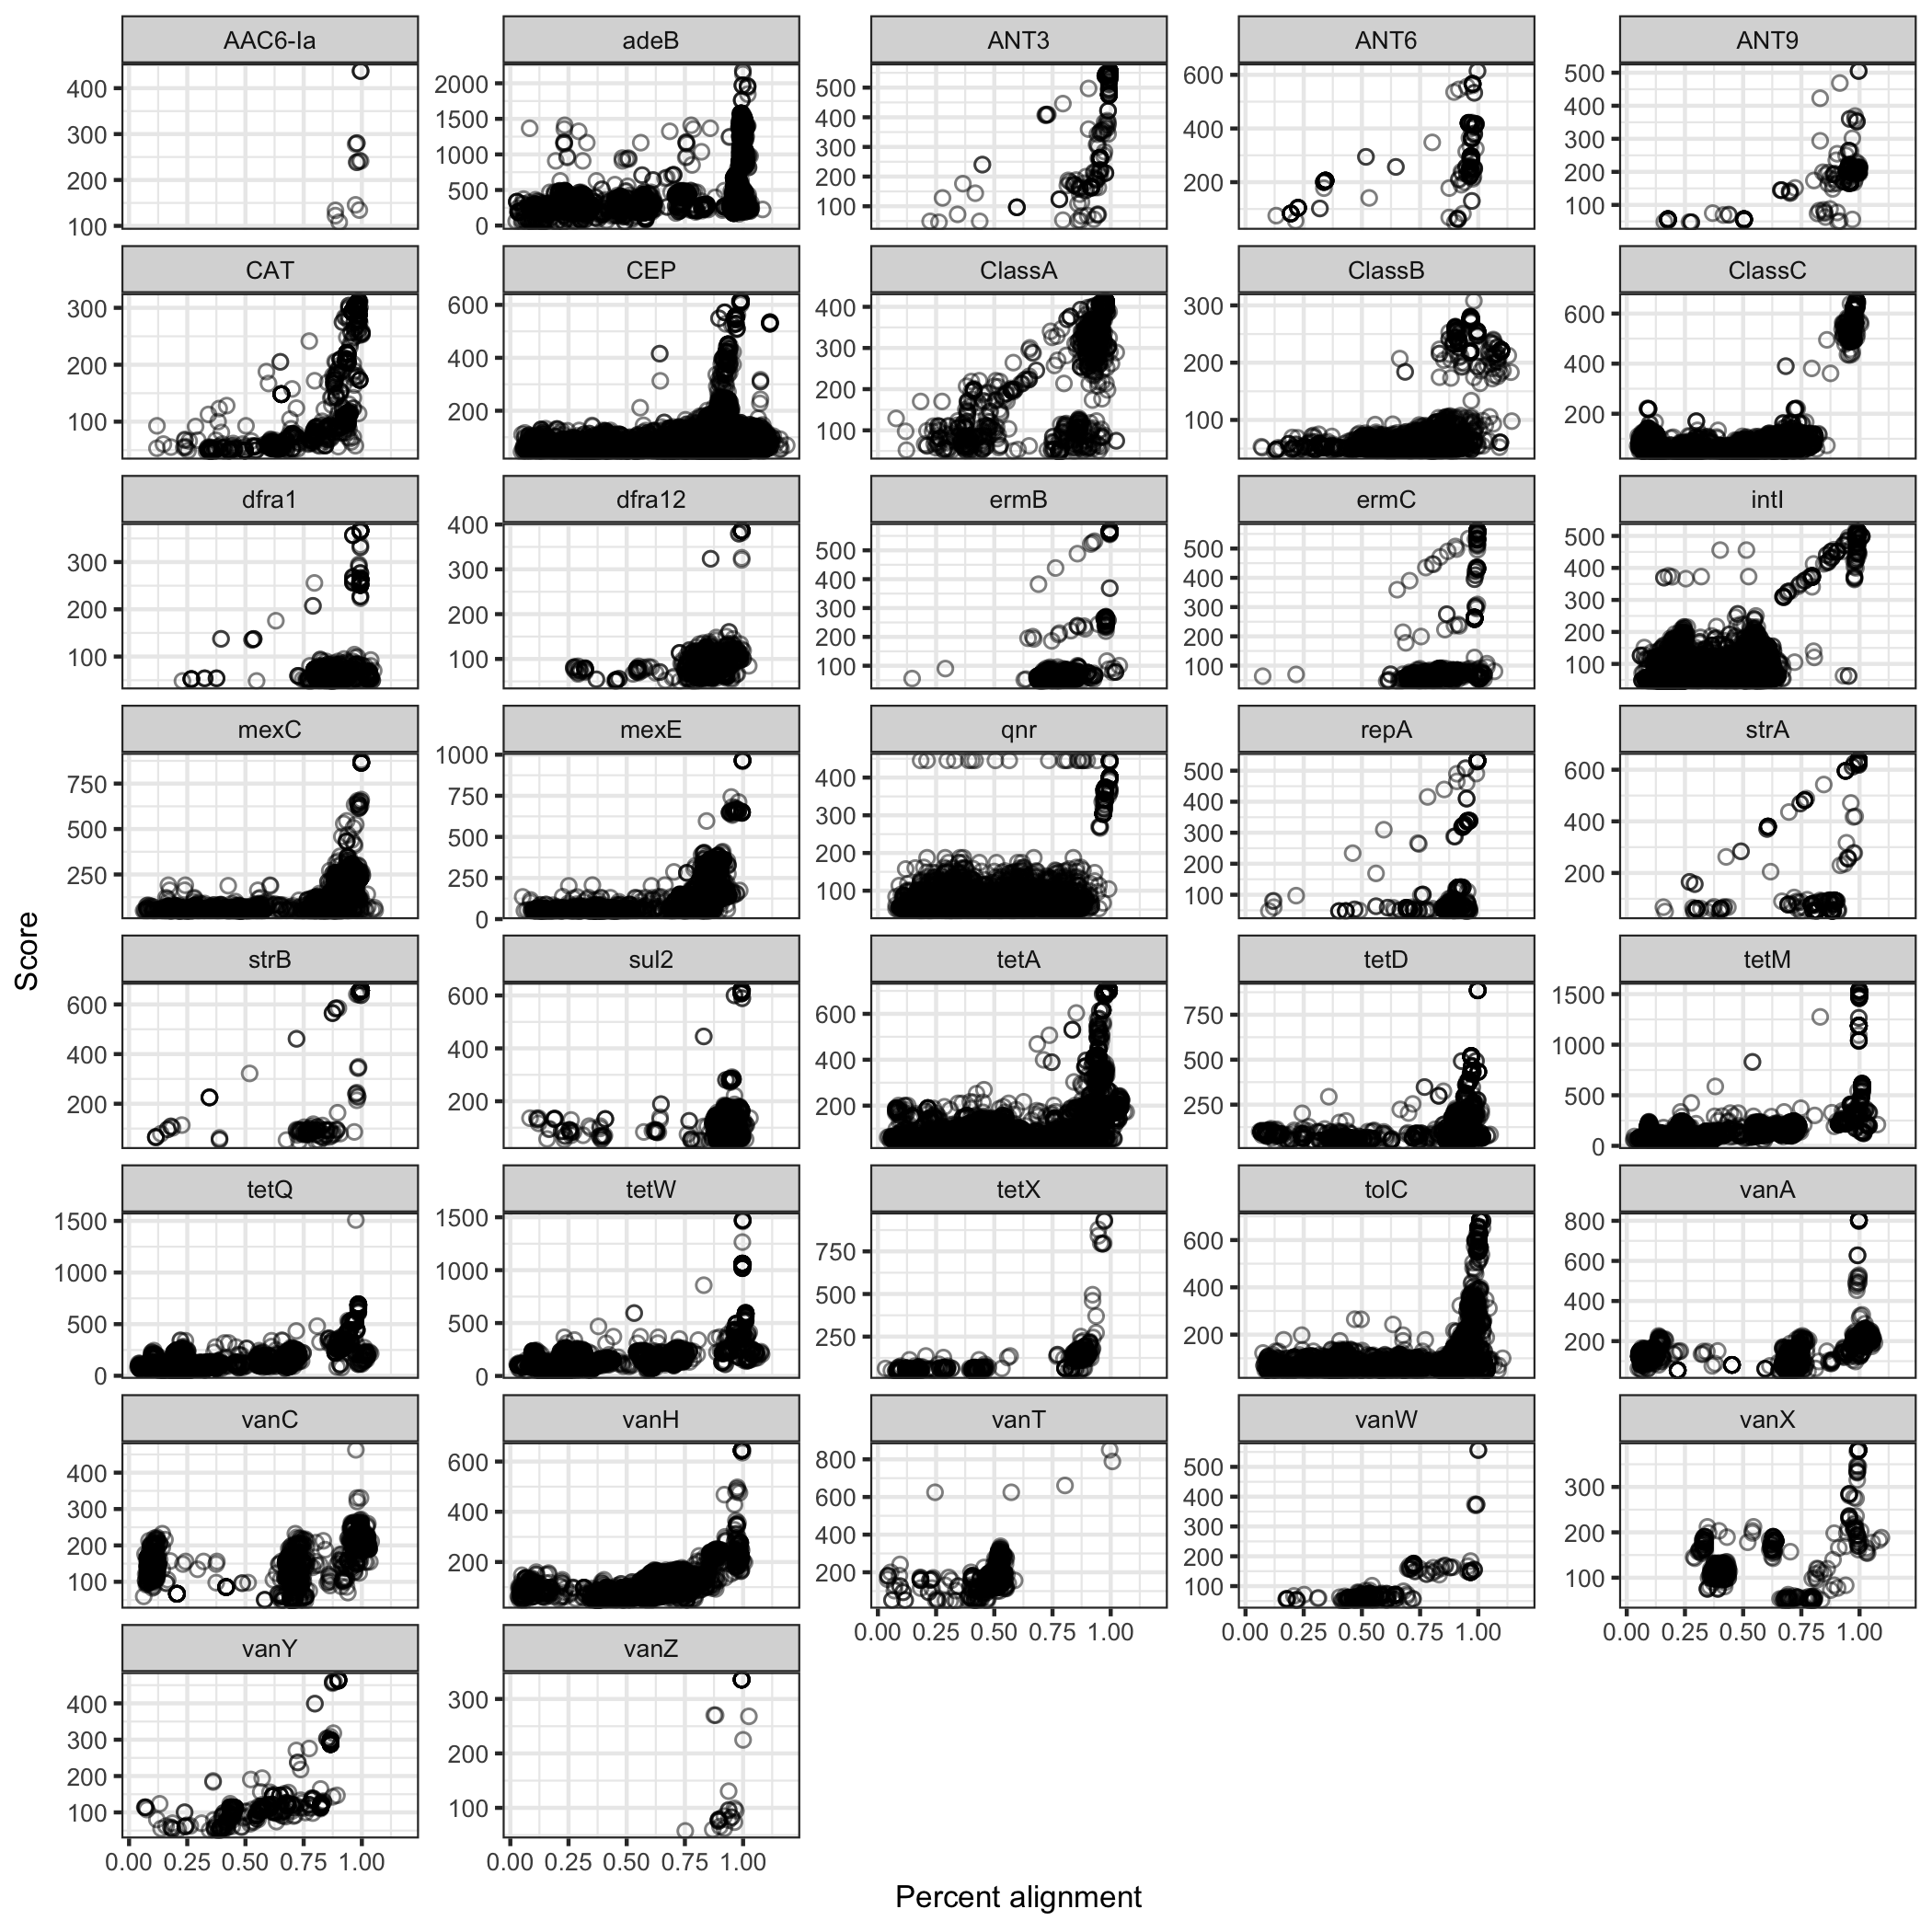 AAC6-Ia adeB ANT3 ANT6 ANT9
400 300 200 100
2000 1500 1000 500 0
500 400 300 200 100
600 400 200
500 400 300 200 100
CAT CEP ClassA ClassB ClassC
300 200 100
600 400 200
400 300 200 100
300 200 100
600 400 200
dfra1 dfra12 ermB ermC intI
300 200 100
400 300 200 100
500 400 300 200 100
500 400 300 200 100
500 400 300 200 100
mexC mexE qnr repA strA
750 500 250
1000 750 500 250 0
400 300 200 100
500 400 300 200 100
600 400 200
strB sul2 tetA tetD tetM
600 400 200
600 400 200
600 400 200
750 500 250
1500 1000 500 0
tetQ tetW tetX tolC vanA
1500 1000 500 0
1500 1000 500 0
750 500 250
600 400 200
800 600 400 200
vanC vanH vanT vanW vanX
400 300 200 100
600 400 200
800 600 400 200
500 400 300 200 100
300 200 100
0.00 0.25 0.50 0.75 1.00
0.00 0.25 0.50 0.75 1.00
0.00 0.25 0.50 0.75 1.00
vanY vanZ
400 300 200 100
300 200 100
0.00 0.25 0.50 0.75 1.00
0.00 0.25 0.50 0.75 1.00
Score
Percent alignment